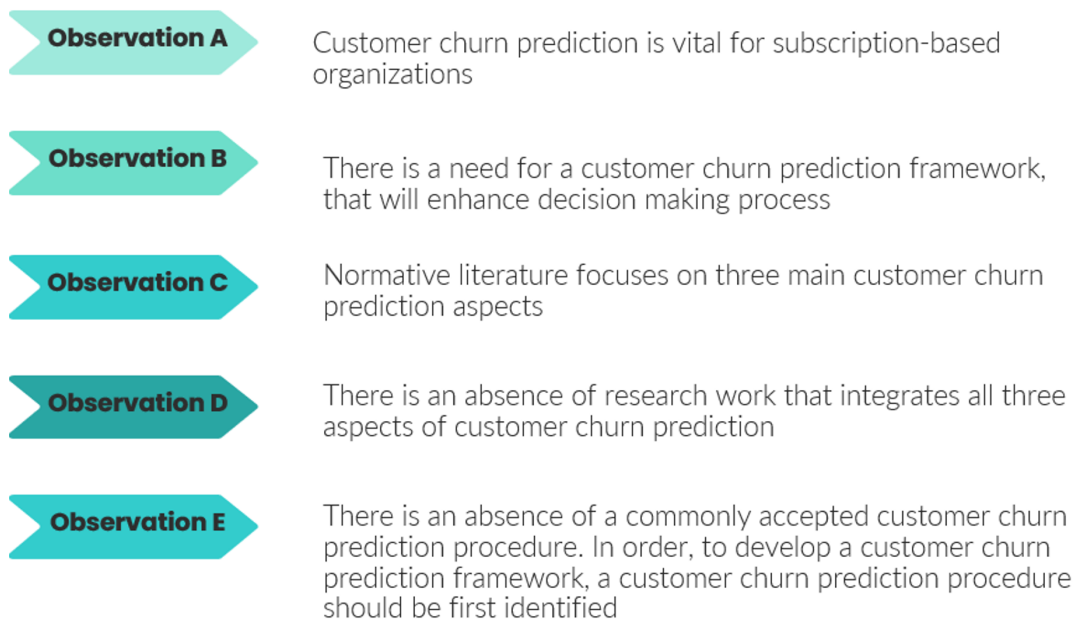 Observation A
Customer churn prediction is vital for subscription-based
organizations
Observation B
There is a need for a customer churn prediction framework,
that will enhance decision making process
Observation C
Normative literature focuses on three main customer churn
prediction aspects
Observation D
There is an absence of research work that integrates all three
aspects of customer churn prediction
Observation E
There is an absence of a commonly accepted customer churn
prediction procedure. In order, to develop a customer churn
prediction framework, a customer churn prediction procedure
should be first identified